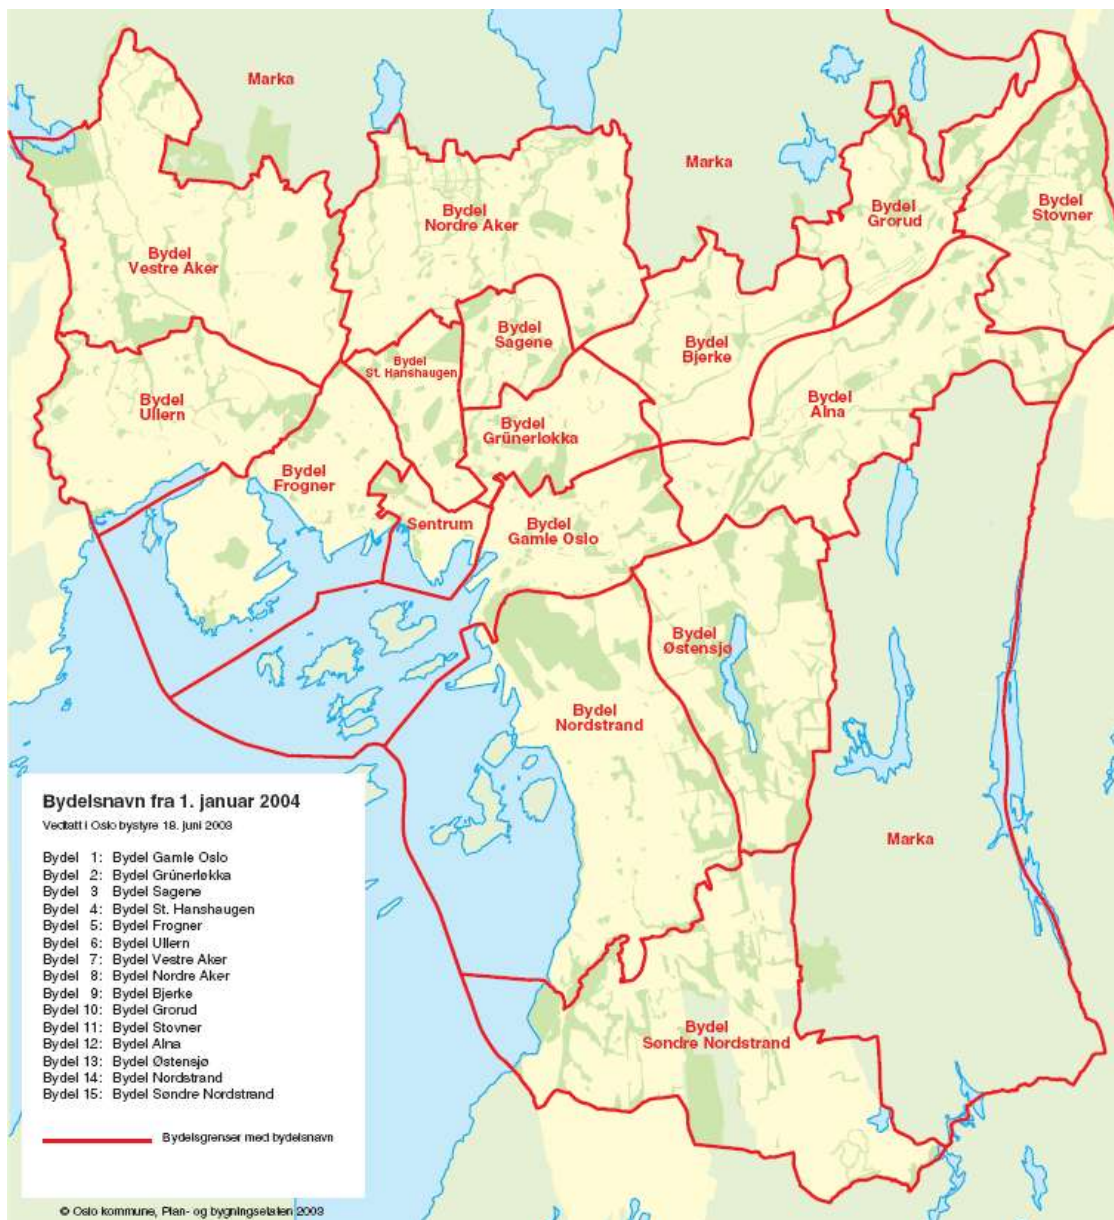 Marka
Marka
Bydel
Nordre Aker
Bydel
Grorud
Bydel
Stovner
Bydel
Vestre Aker
Bydel
Sagene
Bydel
Bjerke
Bydel
St. Hanshaugen
Bydel
Ullern
Bydel
Alna
Bydel
Grünerløkka
Bydel
Frogner
Sentrum
Bydel
Gamle Oslo
Bydel
Østensjø
Bydel
Nordstrand
Marka
Bydel
Søndre Nordstrand
Bydelsnavn fra 1. januar 2004
Vedtatt i Oslo bystyre 18. juni 2003
Bydel 1: Bydel Gamle Oslo
Bydel 2: Bydel Grünerløkka
Bydel 3 Bydel Sagene
Bydel 4: Bydel St. Hanshaugen
Bydel 5: Bydel Frogner
Bydel 6: Bydel Ullern
Bydel 7: Bydel Vestre Aker
Bydel 8: Bydel Nordre Aker
Bydel 9: Bydel Bjerke
Bydel 10: Bydel Grorud
Bydel 11: Bydel Stovner
Bydel 12: Bydel Alna
Bydel 13: Bydel Østensjø
Bydel 14: Bydel Nordstrand
Bydel 15: Bydel Søndre Nordstrand
Bydelsgrenser med bydelsnavn
© Oslo kommune, Plan- og bygningsetaten 2003